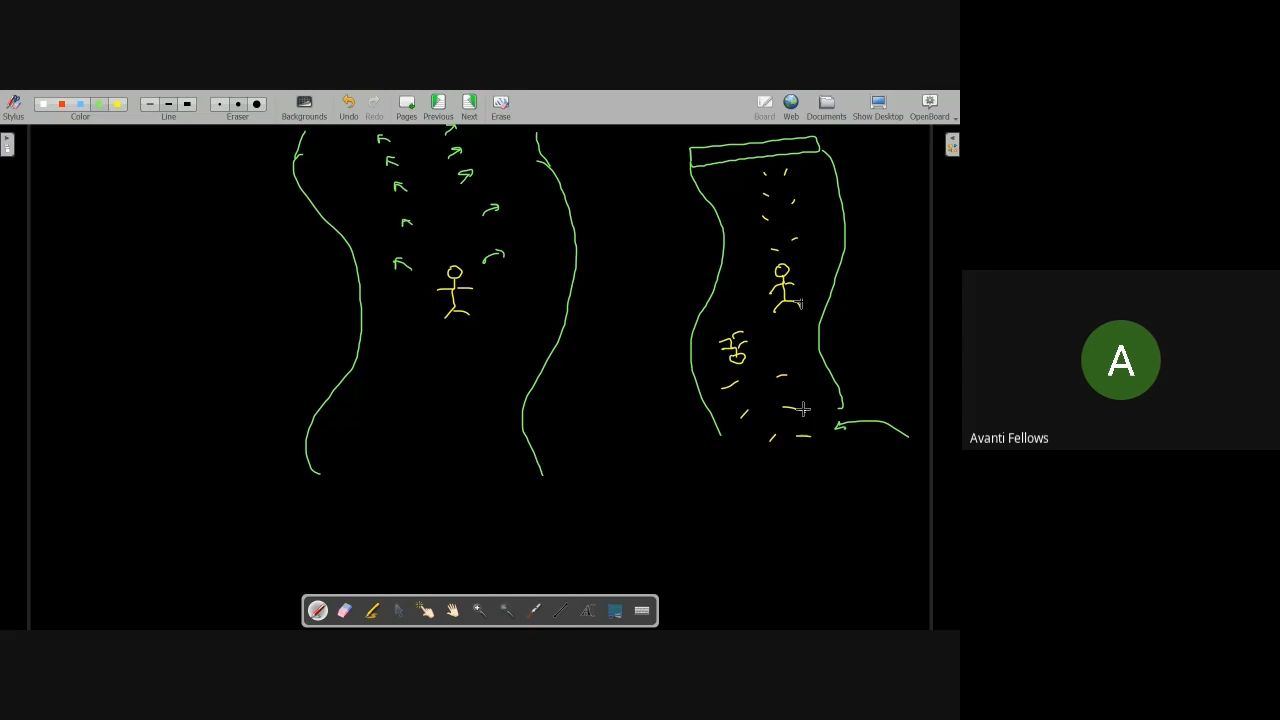 Stylus Color Line Eraser Backgrounds Undo Redo Pages Previous Next Erase Board Web Documents Show Desktop OpenBoard
A
Avanti Fellows